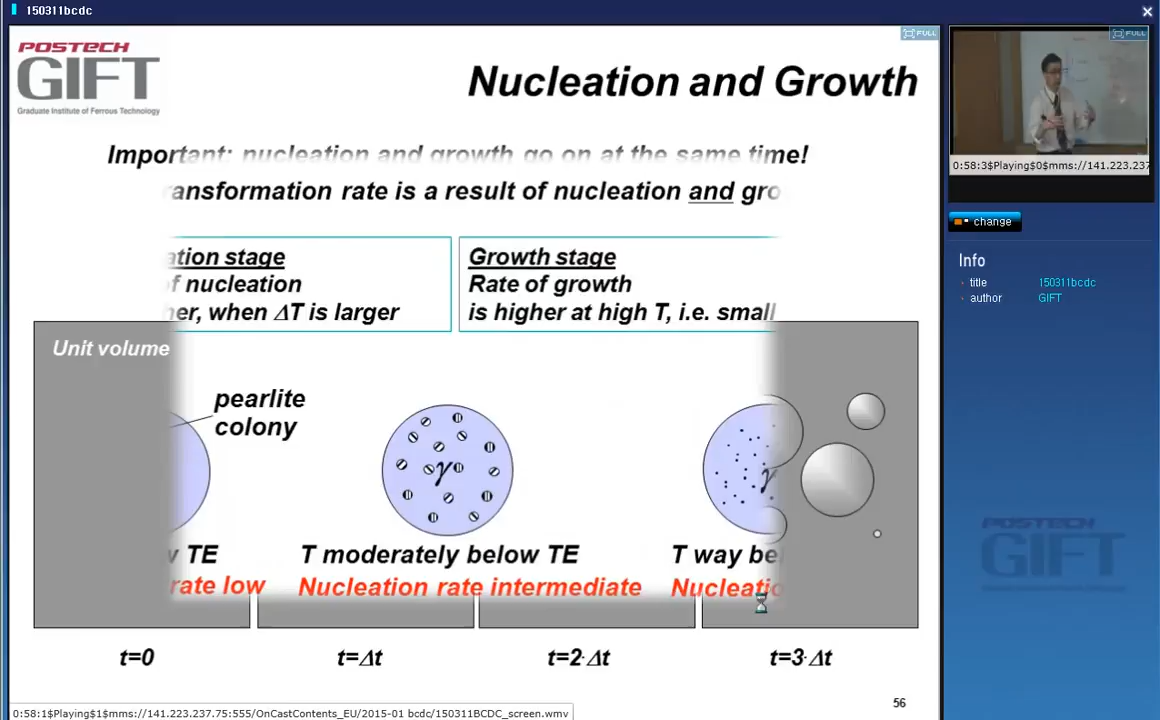 150311bcdc
POSTECH
GIFT
Graduate Institute of Ferrous Technology
FULL
Nucleation and Growth
Important: nucleation and growth go on at the same time!
ransformation rate is a result of nucleation and gro
ation stage
of nucleation
her, when ΔT is larger
Growth stage
Rate of growth
is higher at high T, i.e. small
Unit volume
pearlite
colony
γ
γ
w TE
rate low
T moderately below TE
Nucleation rate intermediate
T way be
Nucleatio
t=0
t=Δt
t=2·Δt
t=3·Δt
56
0:58:1$Playing$1$mms://141.223.237.75:555/OnCastContents_EU/2015-01 bcdc/150311BCDC_screen.wmv
FULL
0:58:3$Playing$0$mms://141.223.237
change
Info
title 150311bcdc
author GIFT
POSTECH
GIFT